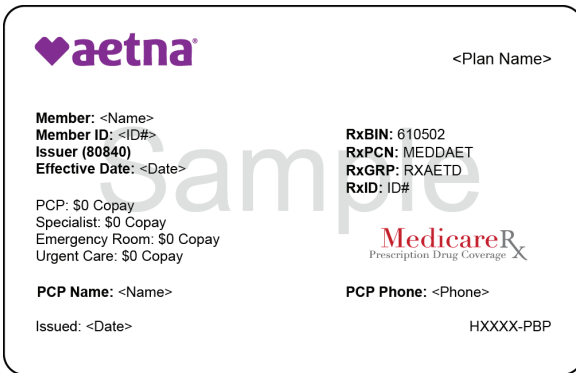 aetna®
<Plan Name>
Member: <Name>
Member ID: <ID#>
Issuer (80840)
Effective Date: <Date>
RxBIN: 610502
RxPCN: MEDDAET
RxGRP: RXAETD
RxID: ID#
Sample
PCP: $0 Copay
Specialist: $0 Copay
Emergency Room: $0 Copay
Urgent Care: $0 Copay
MedicareRx
Prescription Drug Coverage
PCP Name: <Name>
PCP Phone: <Phone>
Issued: <Date>
HXXXX-PBP